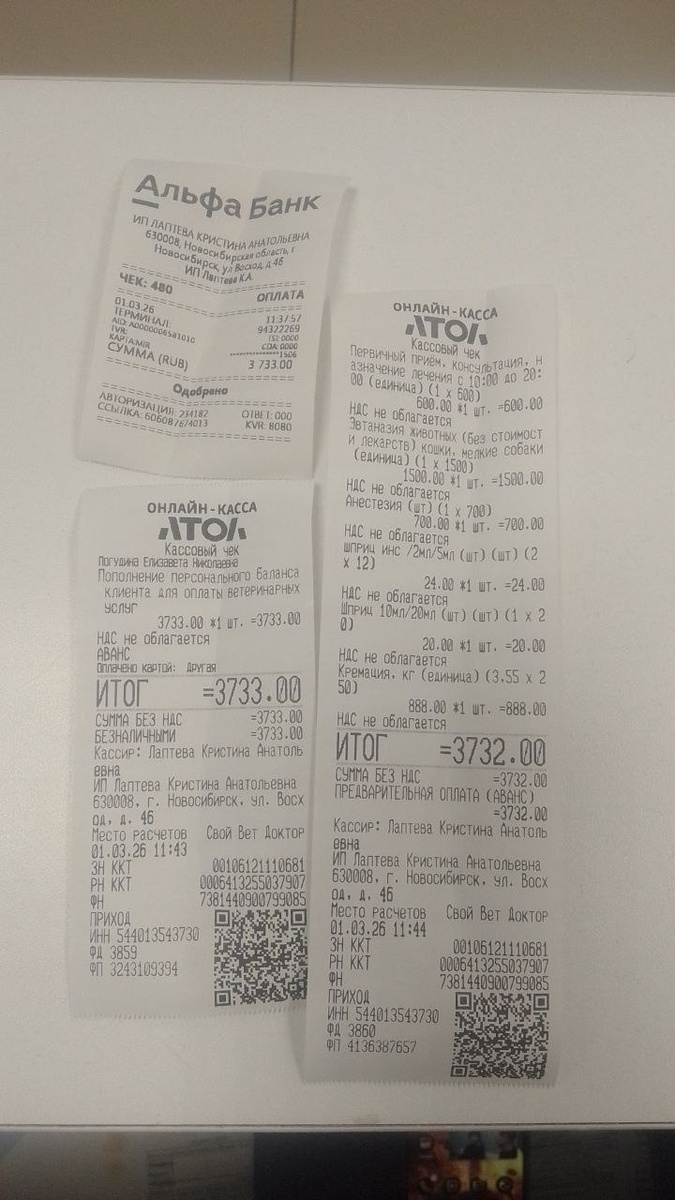 Альфа Банк
ИП ЛАПТЕВА КРИСТИНА АНАТОЛЬЕВНА
630008, Новосибирская область, г
Новосибирск, ул Восход, д 46
ИП Лаптева К.А.
ЧЕК: 480 ОПЛАТА
01.03.26 11:37:57
ТЕРМИНАЛ: 94322269
AID: A0000006581010 TSI: 0000
TVR: CDA: 0000
КАРТА:MIR ************1506
СУММА (RUB) 3 733.00
Одобрено
АВТОРИЗАЦИЯ: 234182 ОТВЕТ: 000
ССЫЛКА: 606087674013 KVR: 8080
ОНЛАЙН-КАССА
АТОЛ
Кассовый чек
Погудина Елизавета Николаевна
Пополнение персонального баланса
клиента для оплаты ветеринарных
услуг
3733.00 *1 шт. =3733.00
НДС не облагается
АВАНС
Оплачено картой: Другая
ИТОГ =3733.00
СУММА БЕЗ НДС =3733.00
БЕЗНАЛИЧНЫМИ =3733.00
Кассир: Лаптева Кристина Анатоль
евна
ИП Лаптева Кристина Анатольевна
630008, г. Новосибирск, ул. Восх
од, д. 46
Место расчетов Свой Вет Доктор
01.03.26 11:43
ЗН ККТ 00106121110681
РН ККТ 0006413255037907
ФН 7381440900799085
ПРИХОД
ИНН 544013543730
ФД 3859
ФП 3243109394
ОНЛАЙН-КАССА
АТОЛ
Кассовый чек
Первичный приём, консультация, н
азначение лечения с 10:00 до 20:
00 (единица) (1 x 600)
600.00 *1 шт. =600.00
НДС не облагается
Эвтаназия животных (без стоимост
и лекарств) кошки, мелкие собаки
(единица) (1 x 1500)
1500.00 *1 шт. =1500.00
НДС не облагается
Анестезия (шт) (1 x 700)
700.00 *1 шт. =700.00
НДС не облагается
шприц инс /2мл/5мл (шт) (шт) (2
x 12)
24.00 *1 шт. =24.00
НДС не облагается
Шприц 10мл/20мл (шт) (шт) (1 x 2
0)
20.00 *1 шт. =20.00
НДС не облагается
Кремация, кг (единица) (3.55 x 2
50)
888.00 *1 шт. =888.00
НДС не облагается
ИТОГ =3732.00
СУММА БЕЗ НДС =3732.00
ПРЕДВАРИТЕЛЬНАЯ ОПЛАТА (АВАНС)
=3732.00
Кассир: Лаптева Кристина Анатоль
евна
ИП Лаптева Кристина Анатольевна
630008, г. Новосибирск, ул. Восх
од, д. 46
Место расчетов Свой Вет Доктор
01.03.26 11:44
ЗН ККТ 00106121110681
РН ККТ 0006413255037907
ФН 7381440900799085
ПРИХОД
ИНН 544013543730
ФД 3860
ФП 4136387657